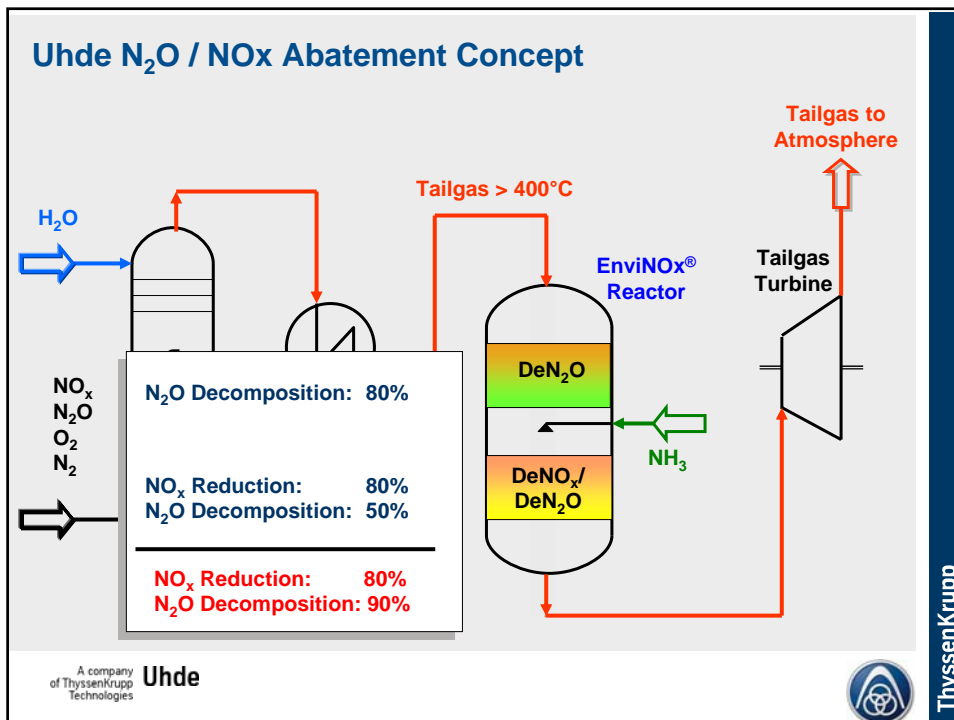 Uhde N₂O / NOx Abatement Concept
Tailgas to
Atmosphere
Tailgas > 400°C
H₂O
EnviNOx®
Reactor
Tailgas
Turbine
NOₓ
N₂O
O₂
N₂
N₂O Decomposition: 80%
NOₓ Reduction: 80%
N₂O Decomposition: 50%
NOₓ Reduction: 80%
N₂O Decomposition: 90%
DeN₂O
NH₃
DeNOₓ/
DeN₂O
A company
of ThyssenKrupp
Technologies
Uhde
ThyssenKrupp